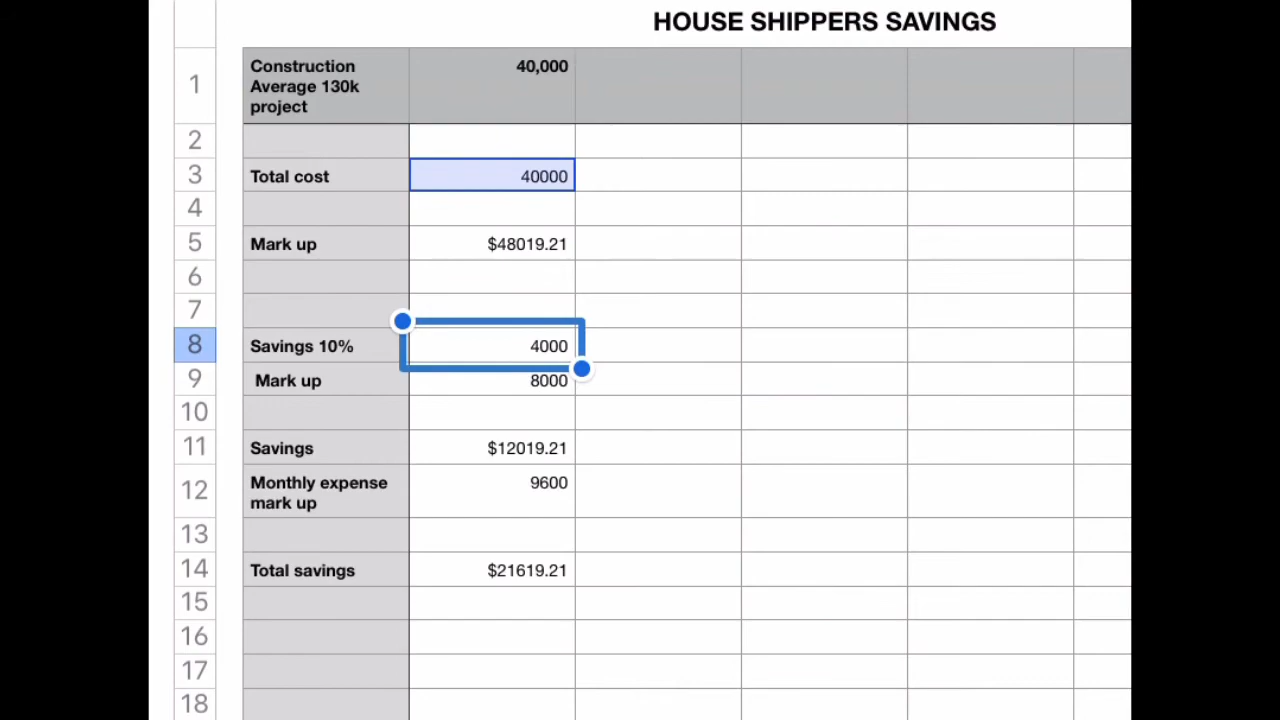 HOUSE SHIPPERS SAVINGS
1 Construction 40,000
Average 130k
project
2
3 Total cost 40000
4
5 Mark up $48019.21
6
7
8 Savings 10% 4000
9 Mark up 8000
10
11 Savings $12019.21
12 Monthly expense 9600
mark up
13
14 Total savings $21619.21
15
16
17
18